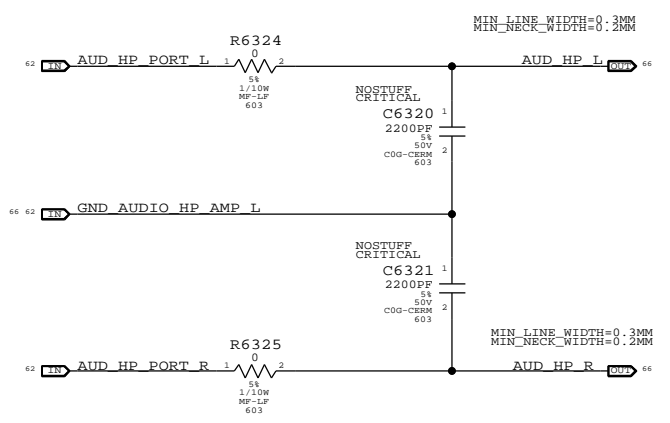 MIN_LINE_WIDTH=0.3MM
MIN_NECK_WIDTH=0.2MM
R6324
0
62 IN AUD_HP_PORT_L 1 2 AUD_HP_L OUT 66
5%
1/10W
MF-LF
603
NOSTUFF
CRITICAL
C6320 1
2200PF
5%
50V
C0G-CERM 2
603
66 62 IN GND_AUDIO_HP_AMP_L
NOSTUFF
CRITICAL
C6321 1
2200PF
5%
50V
C0G-CERM 2
603
MIN_LINE_WIDTH=0.3MM
MIN_NECK_WIDTH=0.2MM
R6325
0
62 IN AUD_HP_PORT_R 1 2 AUD_HP_R OUT 66
5%
1/10W
MF-LF
603